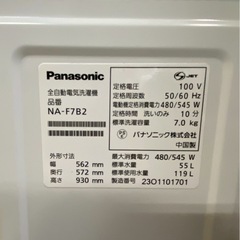 Panasonic
全自動電気洗濯機
品番
NA-F7B2
外形寸法
幅 562 mm
奥行 572 mm
高さ 930 mm
JET
定格電圧 100 V
定格周波数 50/60 Hz
電動機定格消費電力 480/545 W
定格時間 洗いのみ 10 分
標準洗濯容量 7.0 kg
パナソニック株式会社
中国製
最大消費電力 480/545 W
標準水量 55 L
標準使用水量 119 L
製造番号 23O1101701